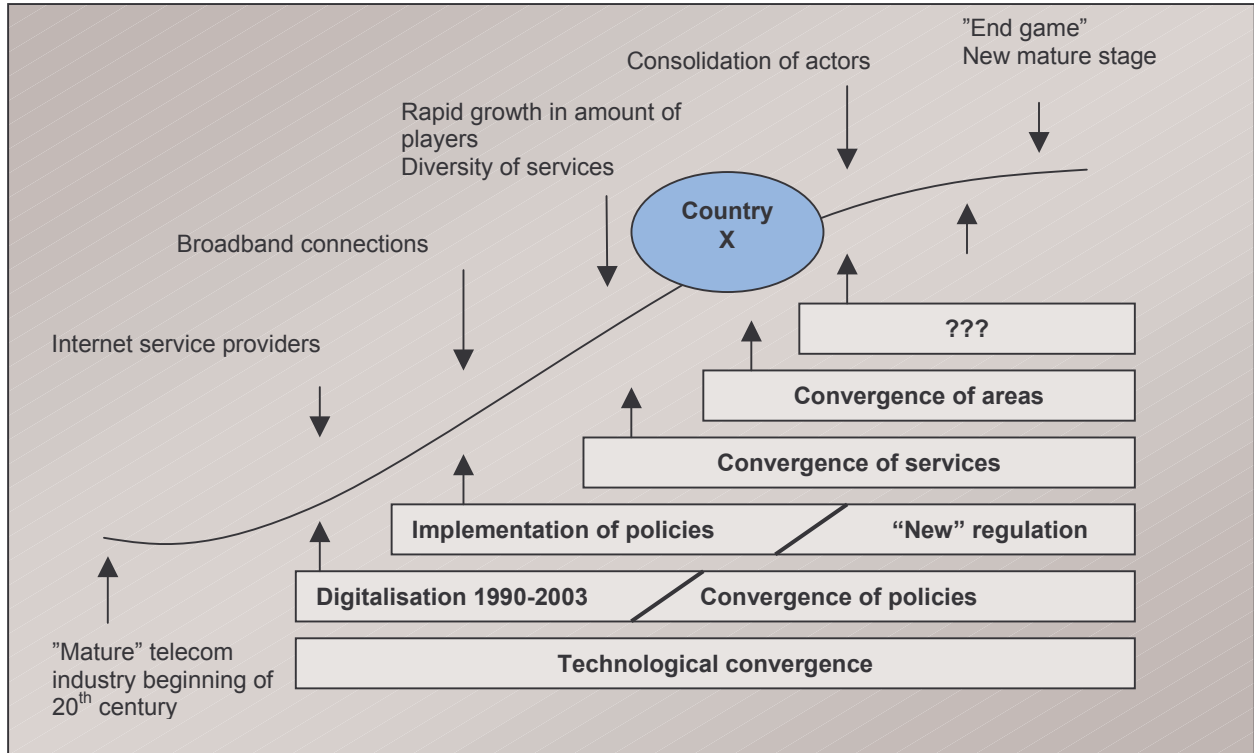 ”End game”
New mature stage
Consolidation of actors
Rapid growth in amount of
players
Diversity of services
Country
X
Broadband connections
Internet service providers
???
Convergence of areas
Convergence of services
Implementation of policies
“New” regulation
Digitalisation 1990-2003
Convergence of policies
Technological convergence
”Mature” telecom
industry beginning of
20th century